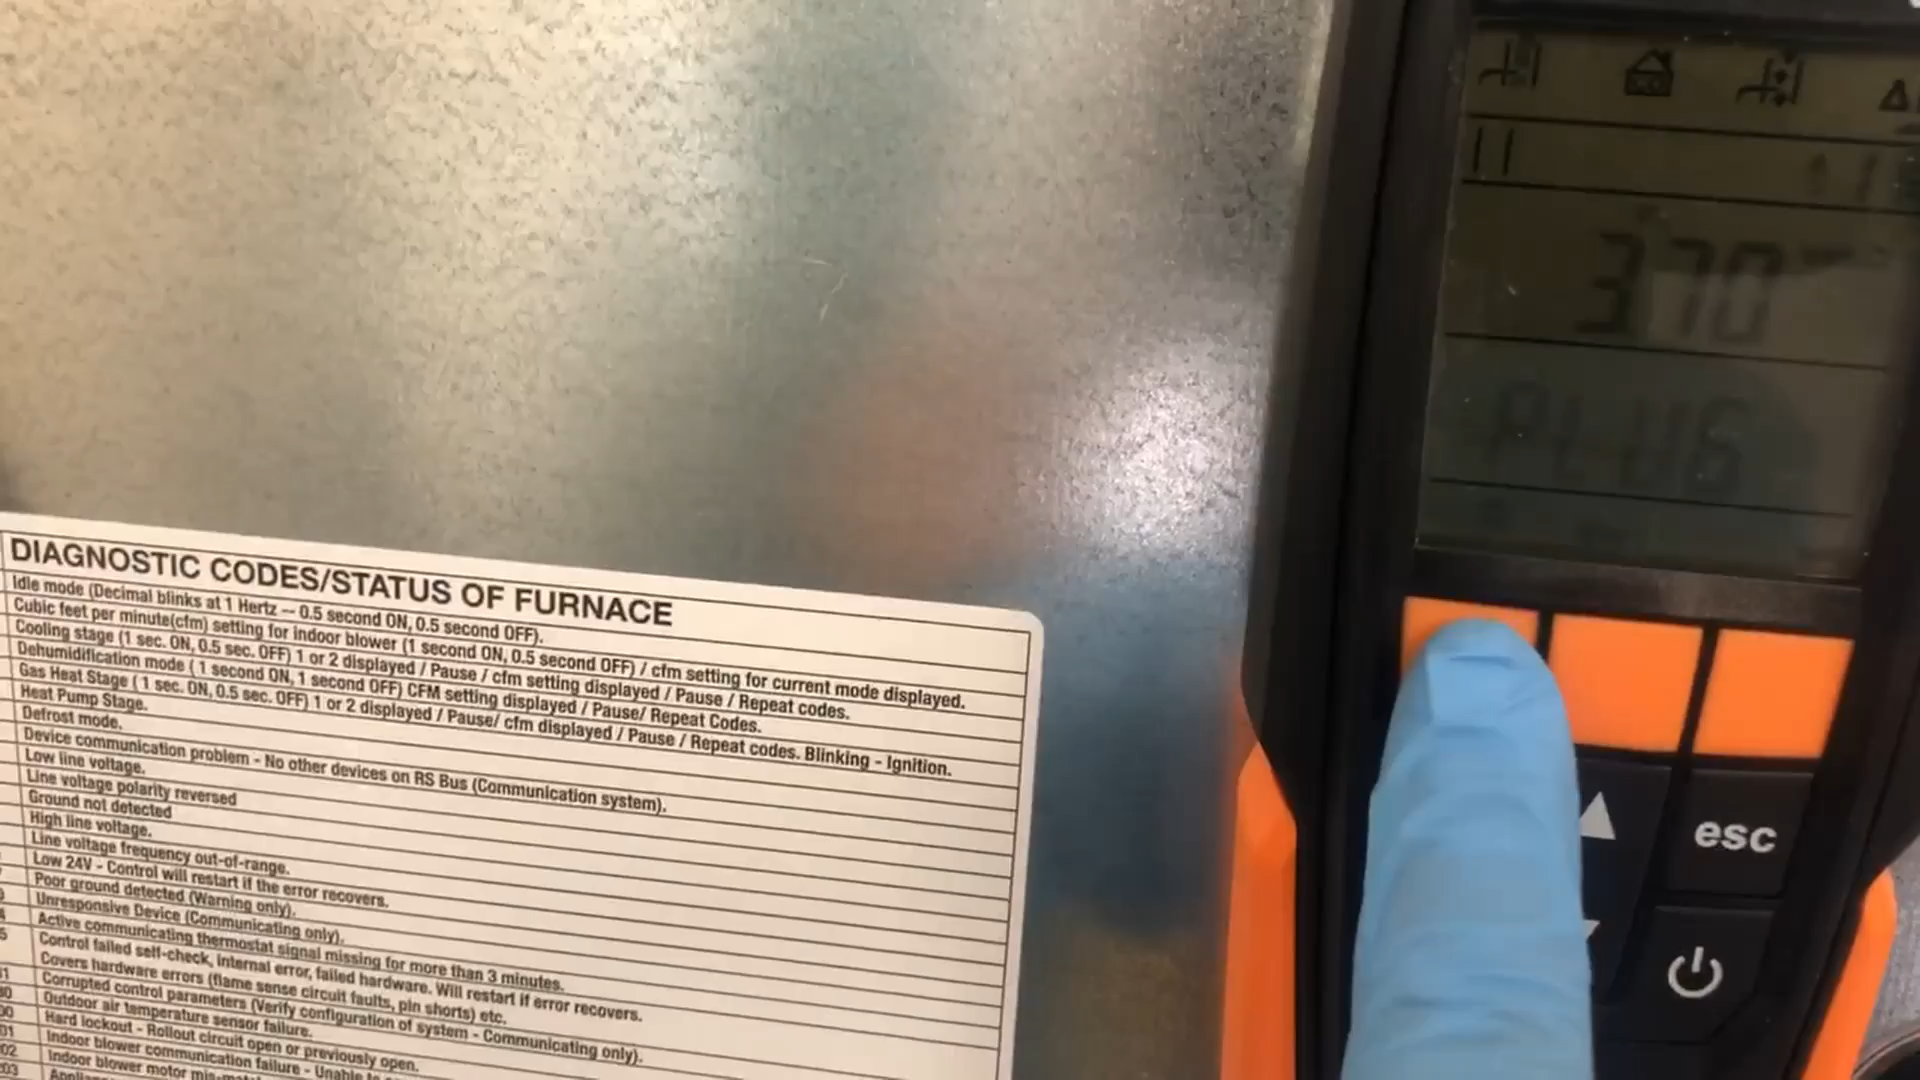 DIAGNOSTIC CODES/STATUS OF FURNACE
Idle mode (Decimal blinks at 1 Hertz -- 0.5 second ON, 0.5 second OFF).
Cubic feet per minute(cfm) setting for indoor blower (1 second ON, 0.5 second OFF) / cfm setting for current mode displayed.
Cooling stage (1 sec. ON, 0.5 sec. OFF) 1 or 2 displayed / Pause / cfm setting displayed / Pause / Repeat codes.
Dehumidification mode ( 1 second ON, 1 second OFF) CFM setting displayed / Pause/ Repeat Codes.
Gas Heat Stage ( 1 sec. ON, 0.5 sec. OFF) 1 or 2 displayed / Pause/ cfm displayed / Pause / Repeat codes. Blinking - Ignition.
Heat Pump Stage.
Defrost mode.
Device communication problem - No other devices on RS Bus (Communication system).
Low line voltage.
Line voltage polarity reversed
Ground not detected
High line voltage.
Line voltage frequency out-of-range.
Low 24V - Control will restart if the error recovers.
Poor ground detected (Warning only).
Unresponsive Device (Communicating only).
Active communicating thermostat signal missing for more than 3 minutes.
Control failed self-check, internal error, failed hardware. Will restart if error recovers.
Covers hardware errors (flame sense circuit faults, pin shorts) etc.
Corrupted control parameters (Verify configuration of system - Communicating only).
Outdoor air temperature sensor failure.
Hard lockout - Rollout circuit open or previously open.
Indoor blower communication failure - Unable to
Indoor blower motor
370
PLUG
esc